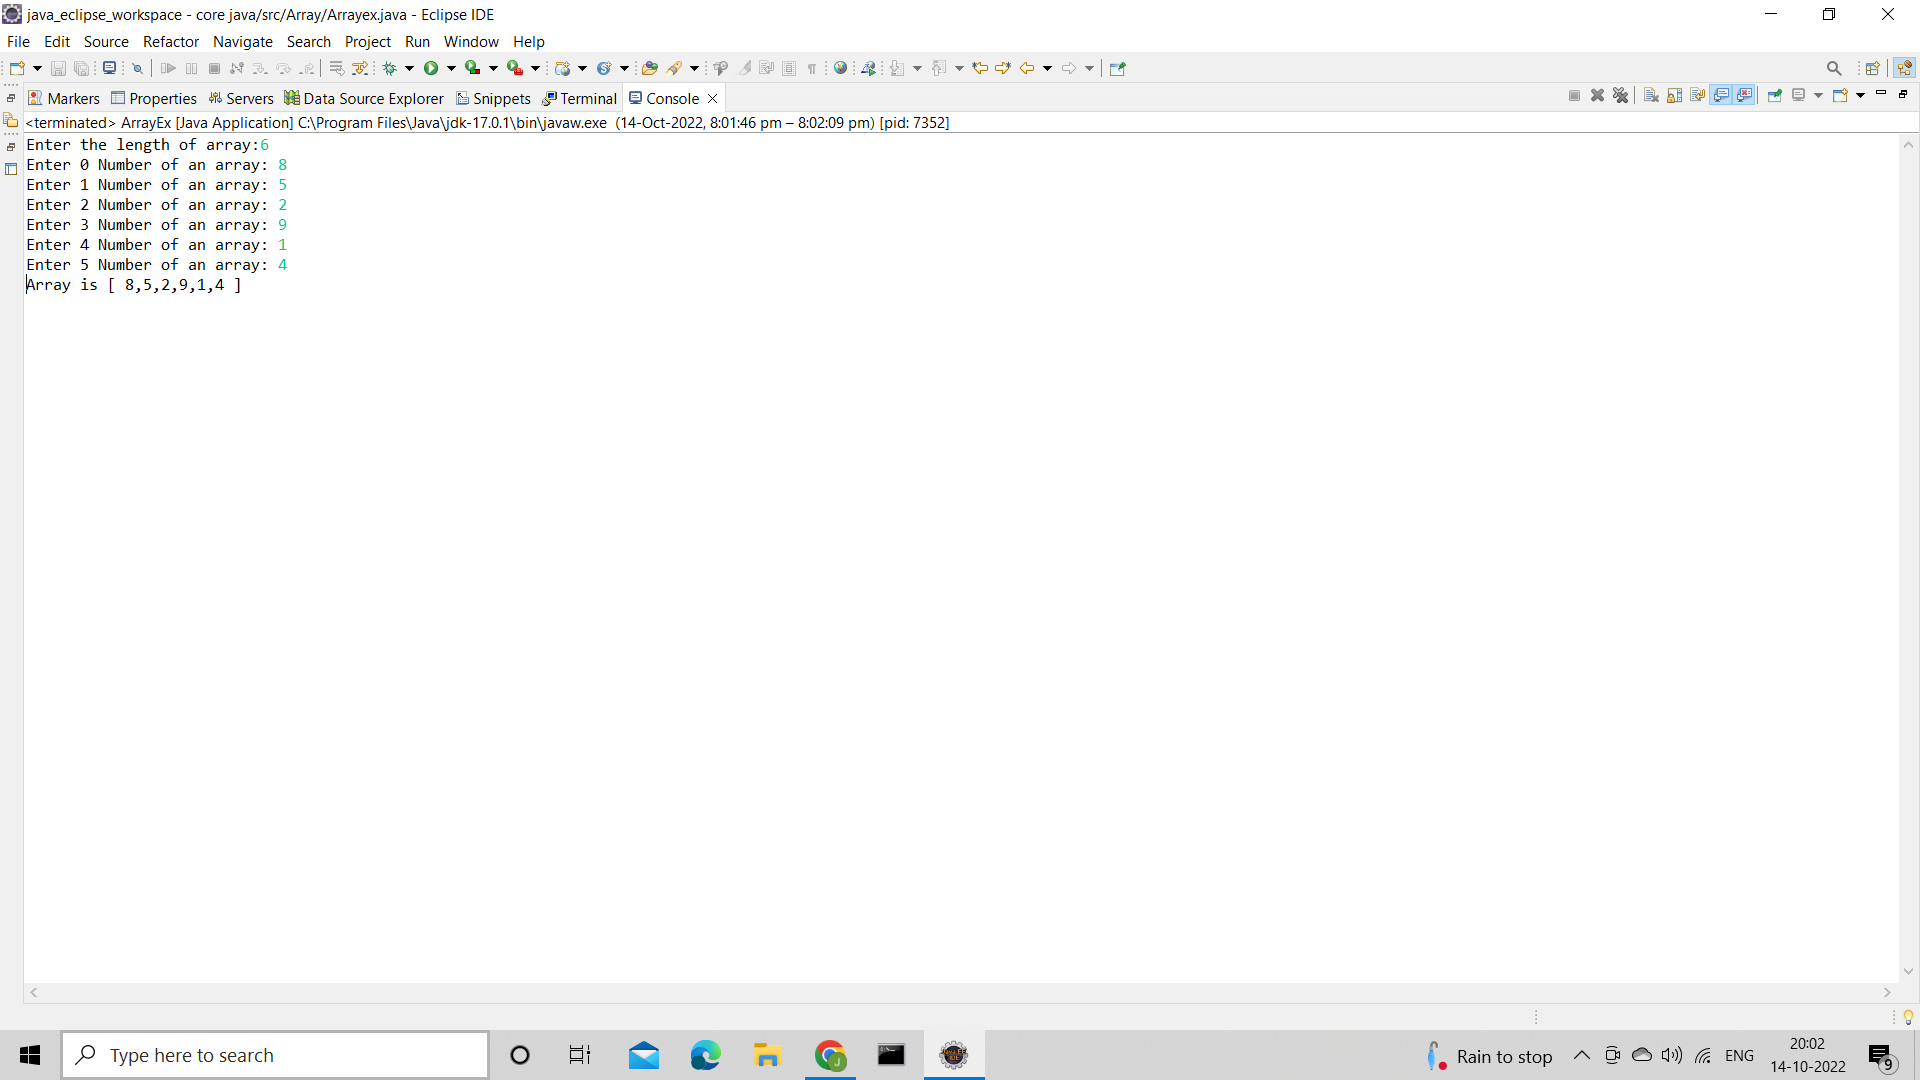 java_eclipse_workspace - core java/src/Array/Arrayex.java - Eclipse IDE
File Edit Source Refactor Navigate Search Project Run Window Help
Markers Properties Servers Data Source Explorer Snippets Terminal Console
<terminated> ArrayEx [Java Application] C:\Program Files\Java\jdk-17.0.1\bin\javaw.exe (14-Oct-2022, 8:01:46 pm – 8:02:09 pm) [pid: 7352]
Enter the length of array:6
Enter 0 Number of an array: 8
Enter 1 Number of an array: 5
Enter 2 Number of an array: 2
Enter 3 Number of an array: 9
Enter 4 Number of an array: 1
Enter 5 Number of an array: 4
Array is [ 8,5,2,9,1,4 ]
Type here to search
Rain to stop
ENG
20:02
14-10-2022
9